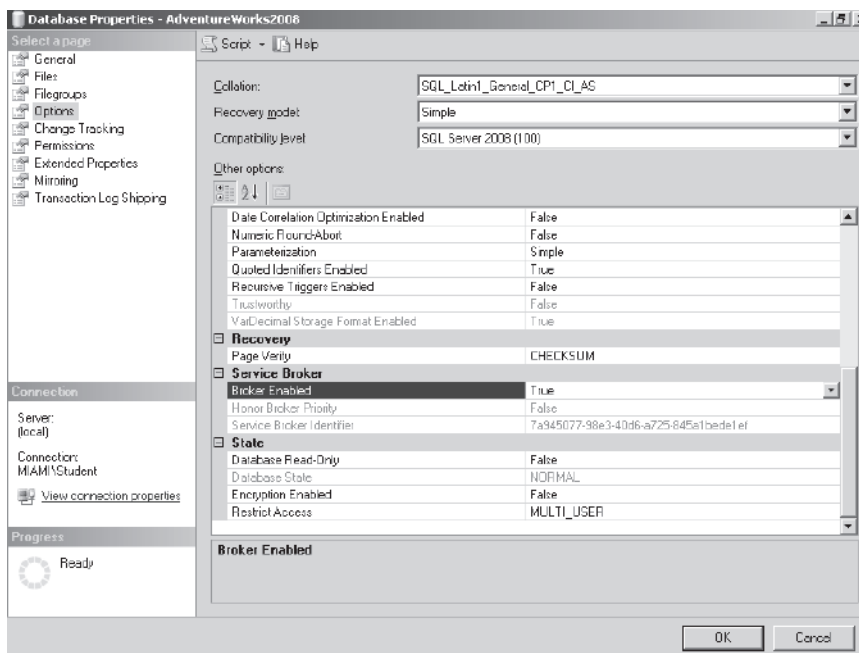 Database Properties - AdventureWorks2008
Select a page
General
Files
Filegroups
Options
Change Tracking
Permissions
Extended Properties
Mirroring
Transaction Log Shipping
Script
Help
Collation: SQL_Latin1_General_CP1_CI_AS
Recovery model: Simple
Compatibility level: SQL Server 2008 (100)
Other options:
Date Correlation Optimization Enabled False
Numeric Round-Abort False
Parameterization Simple
Quoted Identifiers Enabled True
Recursive Triggers Enabled False
Trustworthy False
VarDecimal Storage Format Enabled True
Recovery
Page Verify CHECKSUM
Service Broker
Broker Enabled True
Honor Broker Priority False
Service Broker Identifier 7a945077-98e3-40d6-a725-845a1bede1ef
State
Database Read-Only False
Database State NORMAL
Encryption Enabled False
Restrict Access MULTI_USER
Broker Enabled
Connection
Server:
(local)
Connection:
MIAMI\Student
View connection properties
Progress
Ready
OK
Cancel